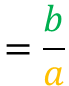 = b/a